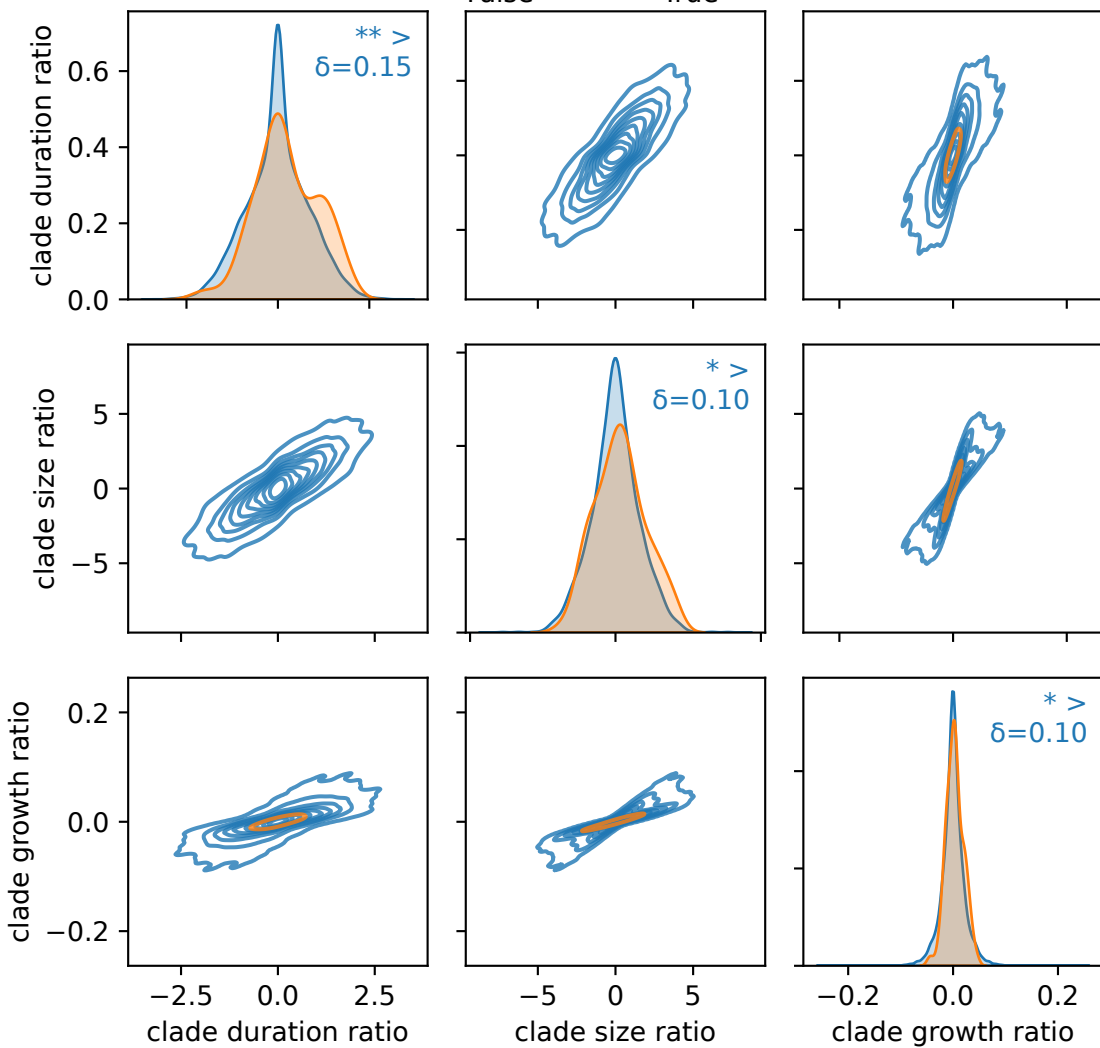 ** >
δ=0.15
clade duration ratio
0.6
0.4
0.2
0.0
clade size ratio
5
0
−5
* >
δ=0.10
clade growth ratio
0.2
0.0
−0.2
* >
δ=0.10
−2.5 0.0 2.5
−5 0 5
−0.2 0.0 0.2
clade duration ratio
clade size ratio
clade growth ratio